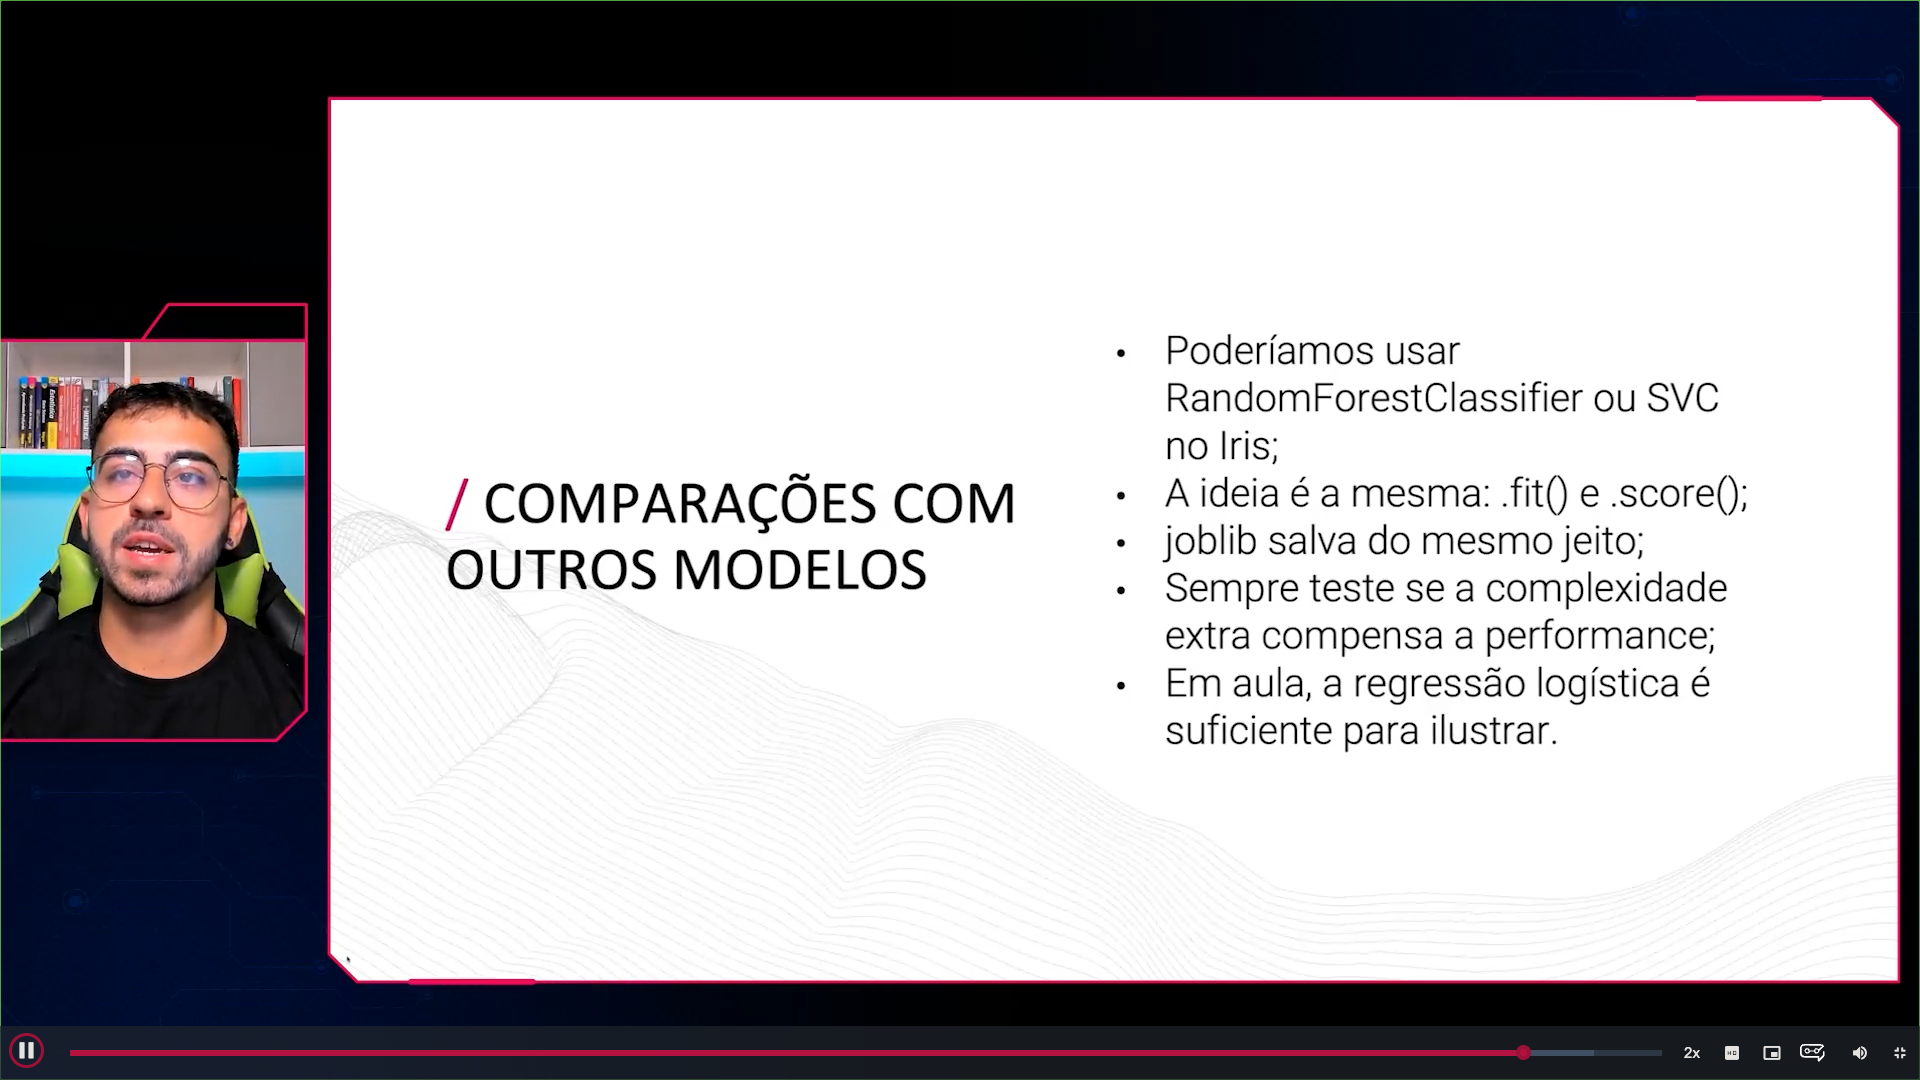 / COMPARAÇÕES COM
OUTROS MODELOS
• Poderíamos usar
RandomForestClassifier ou SVC
no Iris;
• A ideia é a mesma: .fit() e .score();
• joblib salva do mesmo jeito;
• Sempre teste se a complexidade
extra compensa a performance;
• Em aula, a regressão logística é
suficiente para ilustrar.
2x
HD